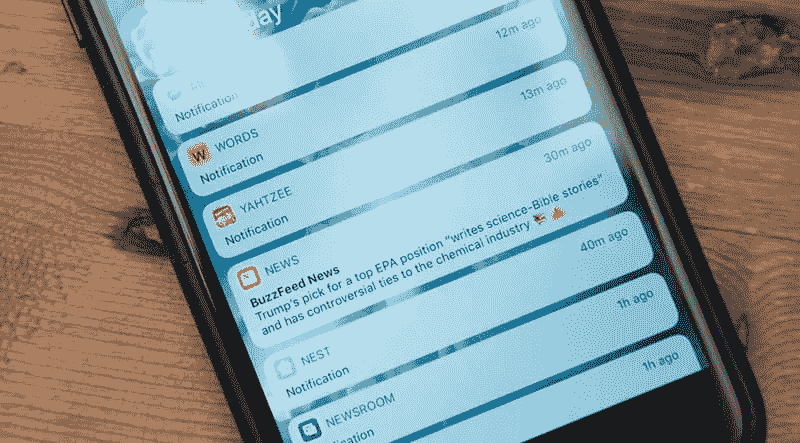 day
Notification
WORDS 12m ago
Notification
YAHTZEE 13m ago
Notification
NEWS 30m ago
BuzzFeed News
Trump's pick for a top EPA position “writes science-Bible stories”
and has controversial ties to the chemical industry
NEST 40m ago
Notification
NEWSROOM 1h ago
1h ago